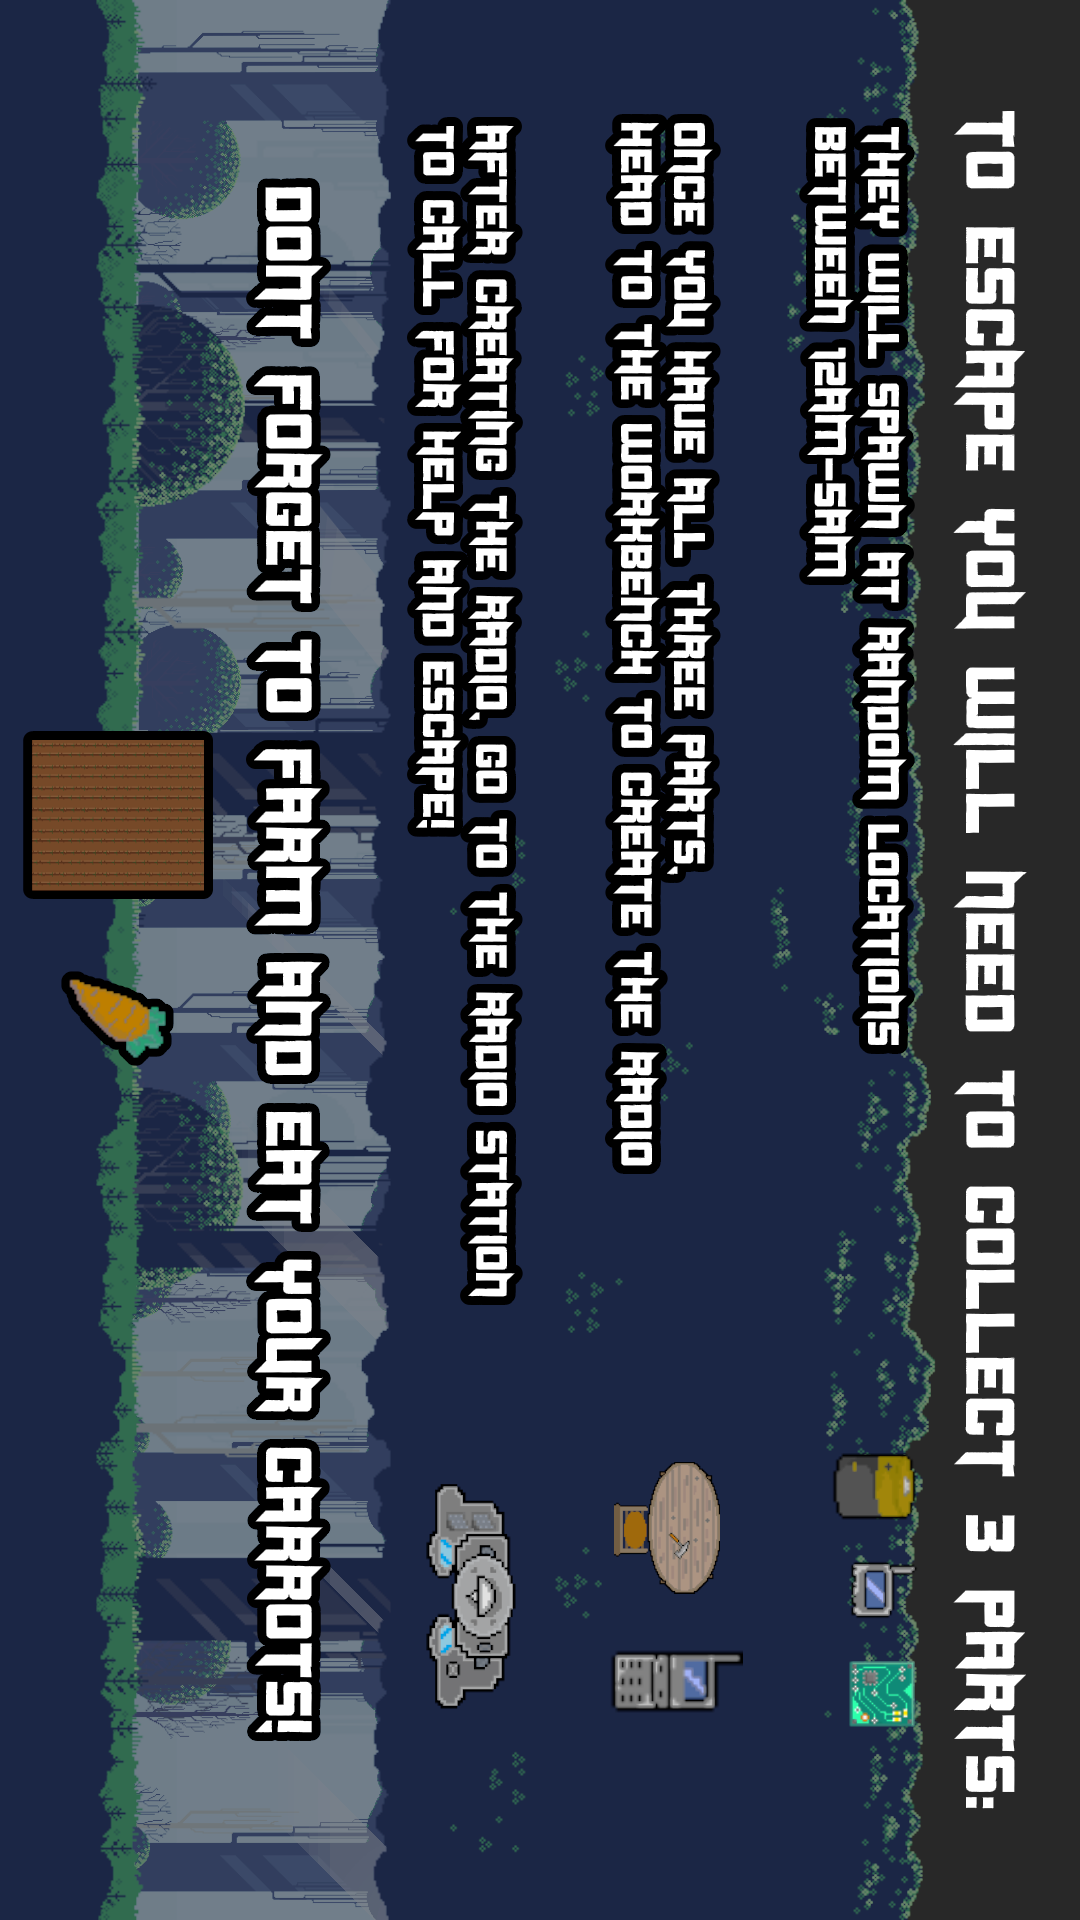 TO ESCAPE YOU WILL NEED TO COLLECT 3 PARTS:
THEY WILL SPAWN AT RANDOM LOCATIONS
BETWEEN 12AM-5AM
ONCE YOU HAVE ALL THREE PARTS,
HEAD TO THE WORKBENCH TO CREATE THE RADIO
AFTER CREATING THE RADIO, GO TO THE RADIO STATION
TO CALL FOR HELP AND ESCAPE!
DONT FORGET TO FARM AND EAT YOUR CARROTS!